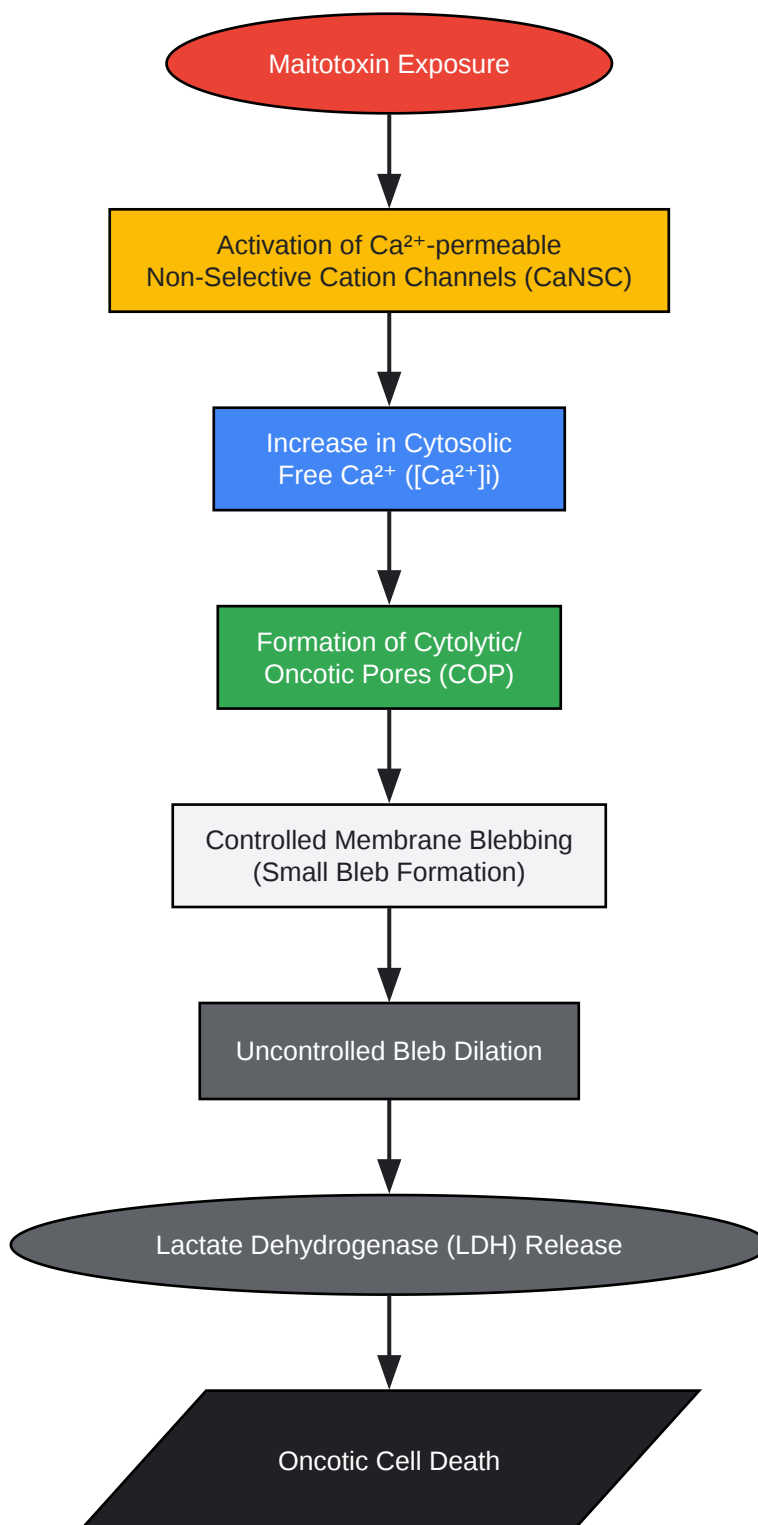 Maitotoxin Exposure
Activation of Ca²⁺-permeable
Non-Selective Cation Channels (CaNSC)
Increase in Cytosolic
Free Ca²⁺ ([Ca²⁺]i)
Formation of Cytolytic/
Oncotic Pores (COP)
Controlled Membrane Blebbing
(Small Bleb Formation)
Uncontrolled Bleb Dilation
Lactate Dehydrogenase (LDH) Release
Oncotic Cell Death